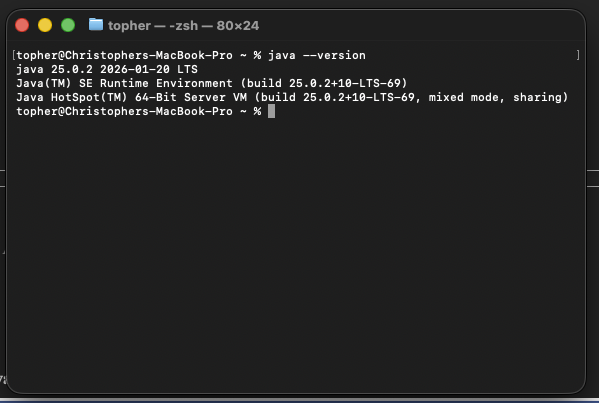 topher — -zsh — 80×24
[topher@Christophers-MacBook-Pro ~ % java --version ]
java 25.0.2 2026-01-20 LTS
Java(TM) SE Runtime Environment (build 25.0.2+10-LTS-69)
Java HotSpot(TM) 64-Bit Server VM (build 25.0.2+10-LTS-69, mixed mode, sharing)
topher@Christophers-MacBook-Pro ~ %